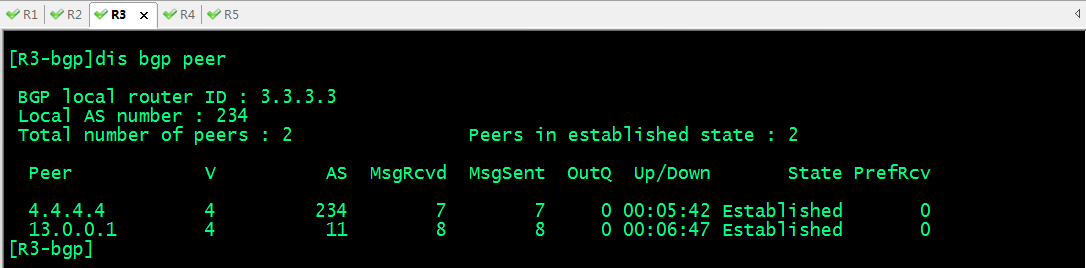 R1 R2 R3 x R4 R5
[R3-bgp]dis bgp peer
BGP local router ID : 3.3.3.3
Local AS number : 234
Total number of peers : 2 Peers in established state : 2
Peer V AS MsgRcvd MsgSent OutQ Up/Down State PrefRcv
4.4.4.4 4 234 7 7 0 00:05:42 Established 0
13.0.0.1 4 11 8 8 0 00:06:47 Established 0
[R3-bgp]